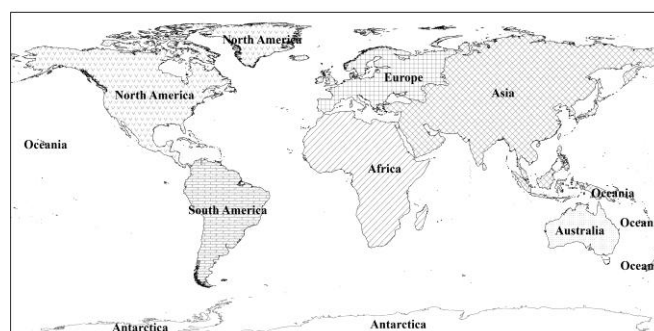 North America
Europe
North America
Asia
Oceania
Africa
Oceania
South America
Ocean
Australia
Ocean
Antarctica
Antarctica